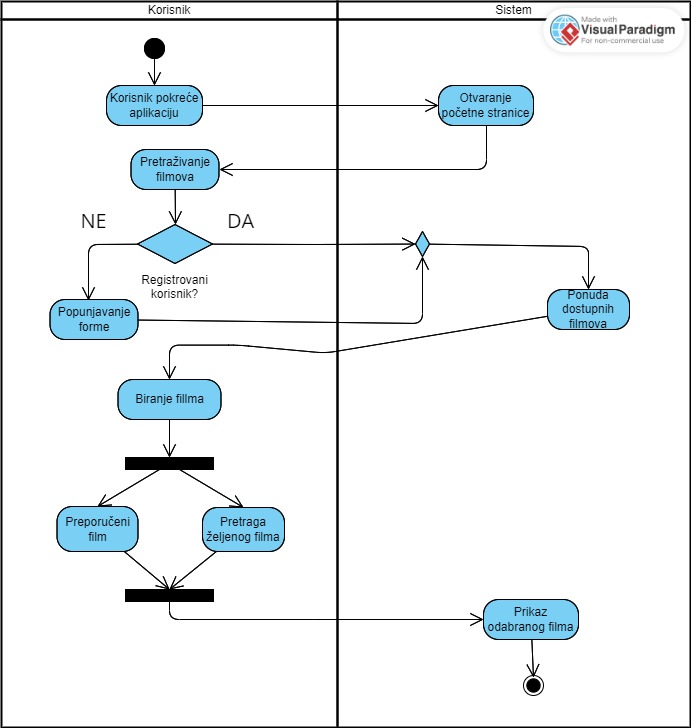 Korisnik
Sistem
Made with
Visual Paradigm
For non-commercial use
Korisnik pokreće
aplikaciju
Otvaranje
početne stranice
Pretraživanje
filmova
NE
DA
Registrovani
korisnik?
Popunjavanje
forme
Ponuda
dostupnih
filmova
Biranje fillma
Preporučeni
film
Pretraga
željenog filma
Prikaz
odabranog filma